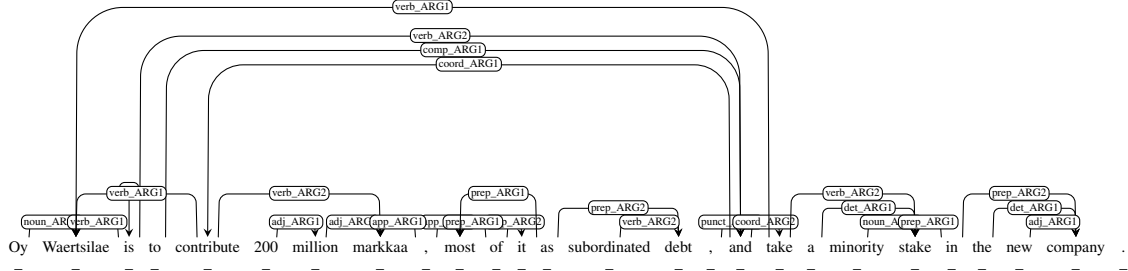 verb_ARG1
verb_ARG2
comp_ARG1
coord_ARG1
verb_ARG1 verb_ARG2 prep_ARG1 verb_ARG2 prep_ARG2
prep_ARG2 det_ARG1 det_ARG1
verb_ARG1 adj_ARG1 app_ARG1 prep_ARG1 verb_ARG2 punct coord_ARG2 prep_ARG1 adj_ARG1
Oy Waertsilae is to contribute 200 million markkaa , most of it as subordinated debt , and take a minority stake in the new company .